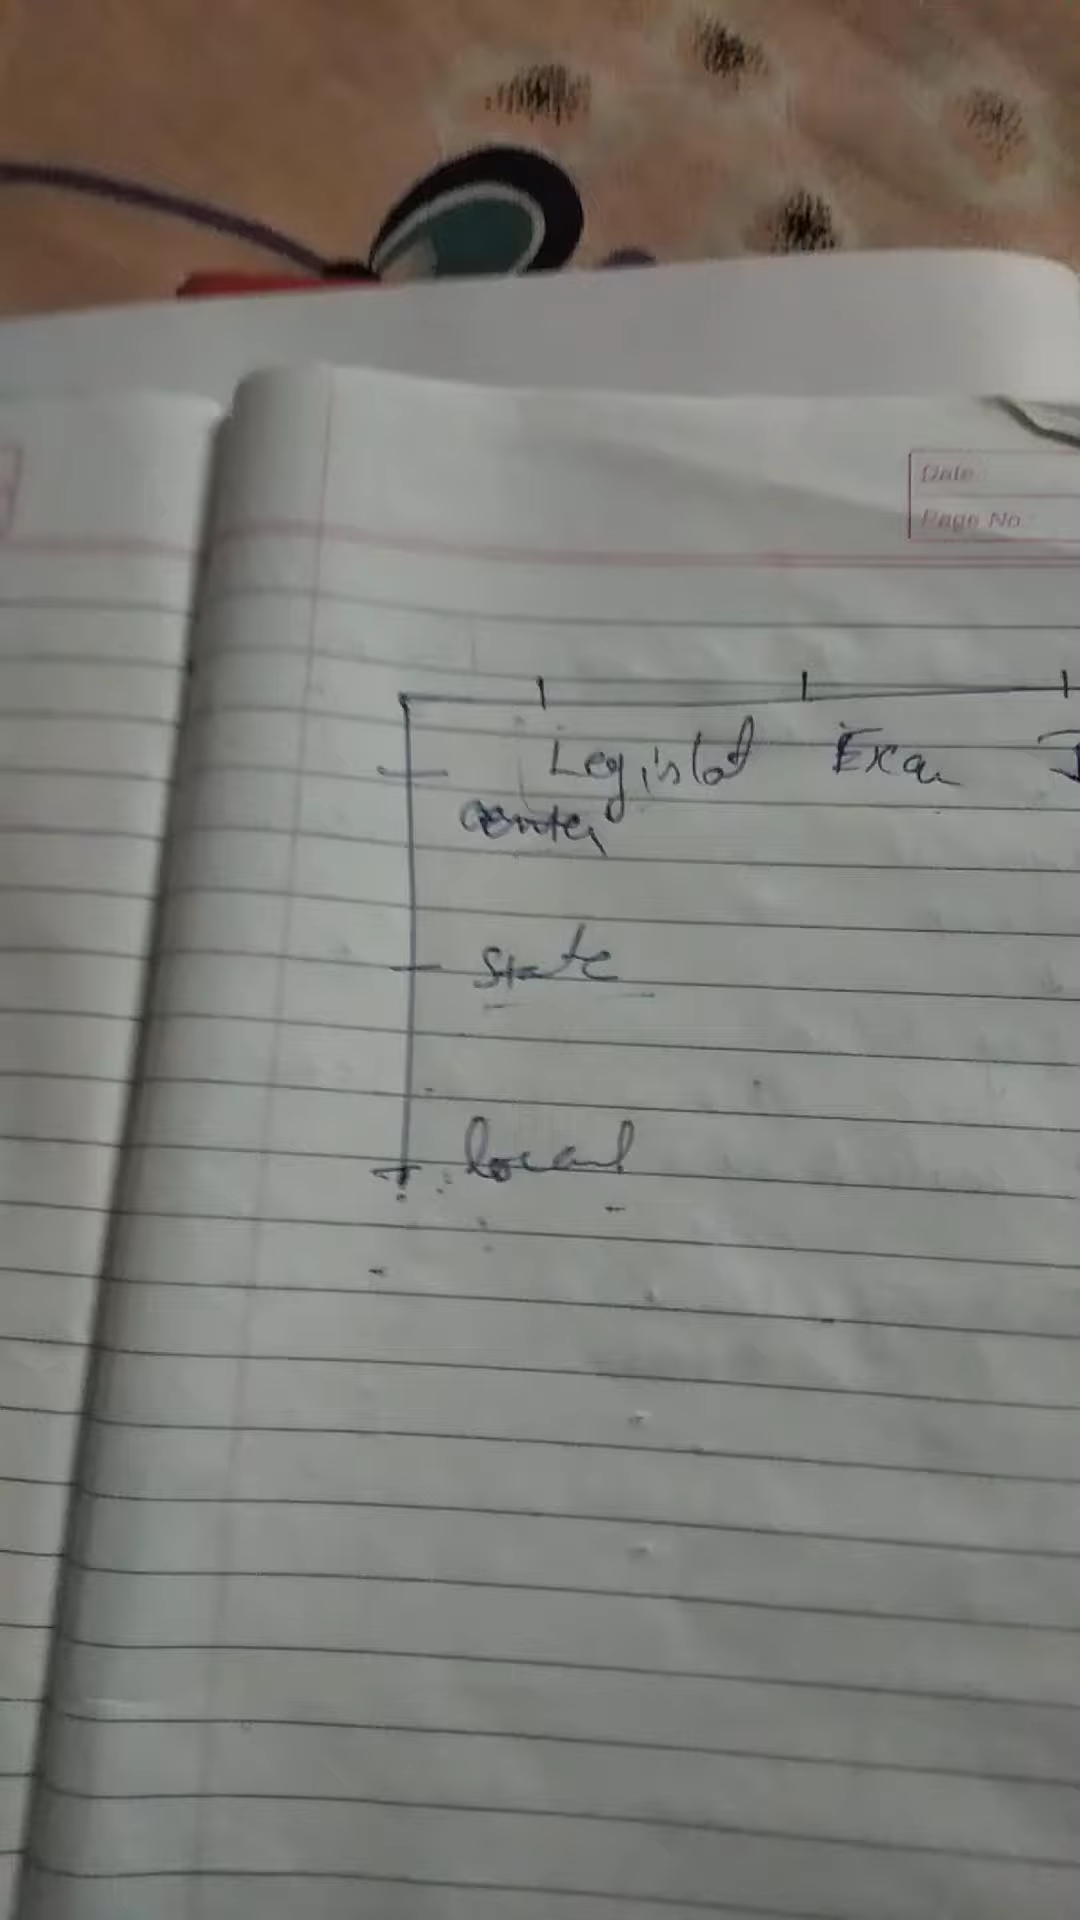 Date
Page No
Legislat Exa
center
State
local